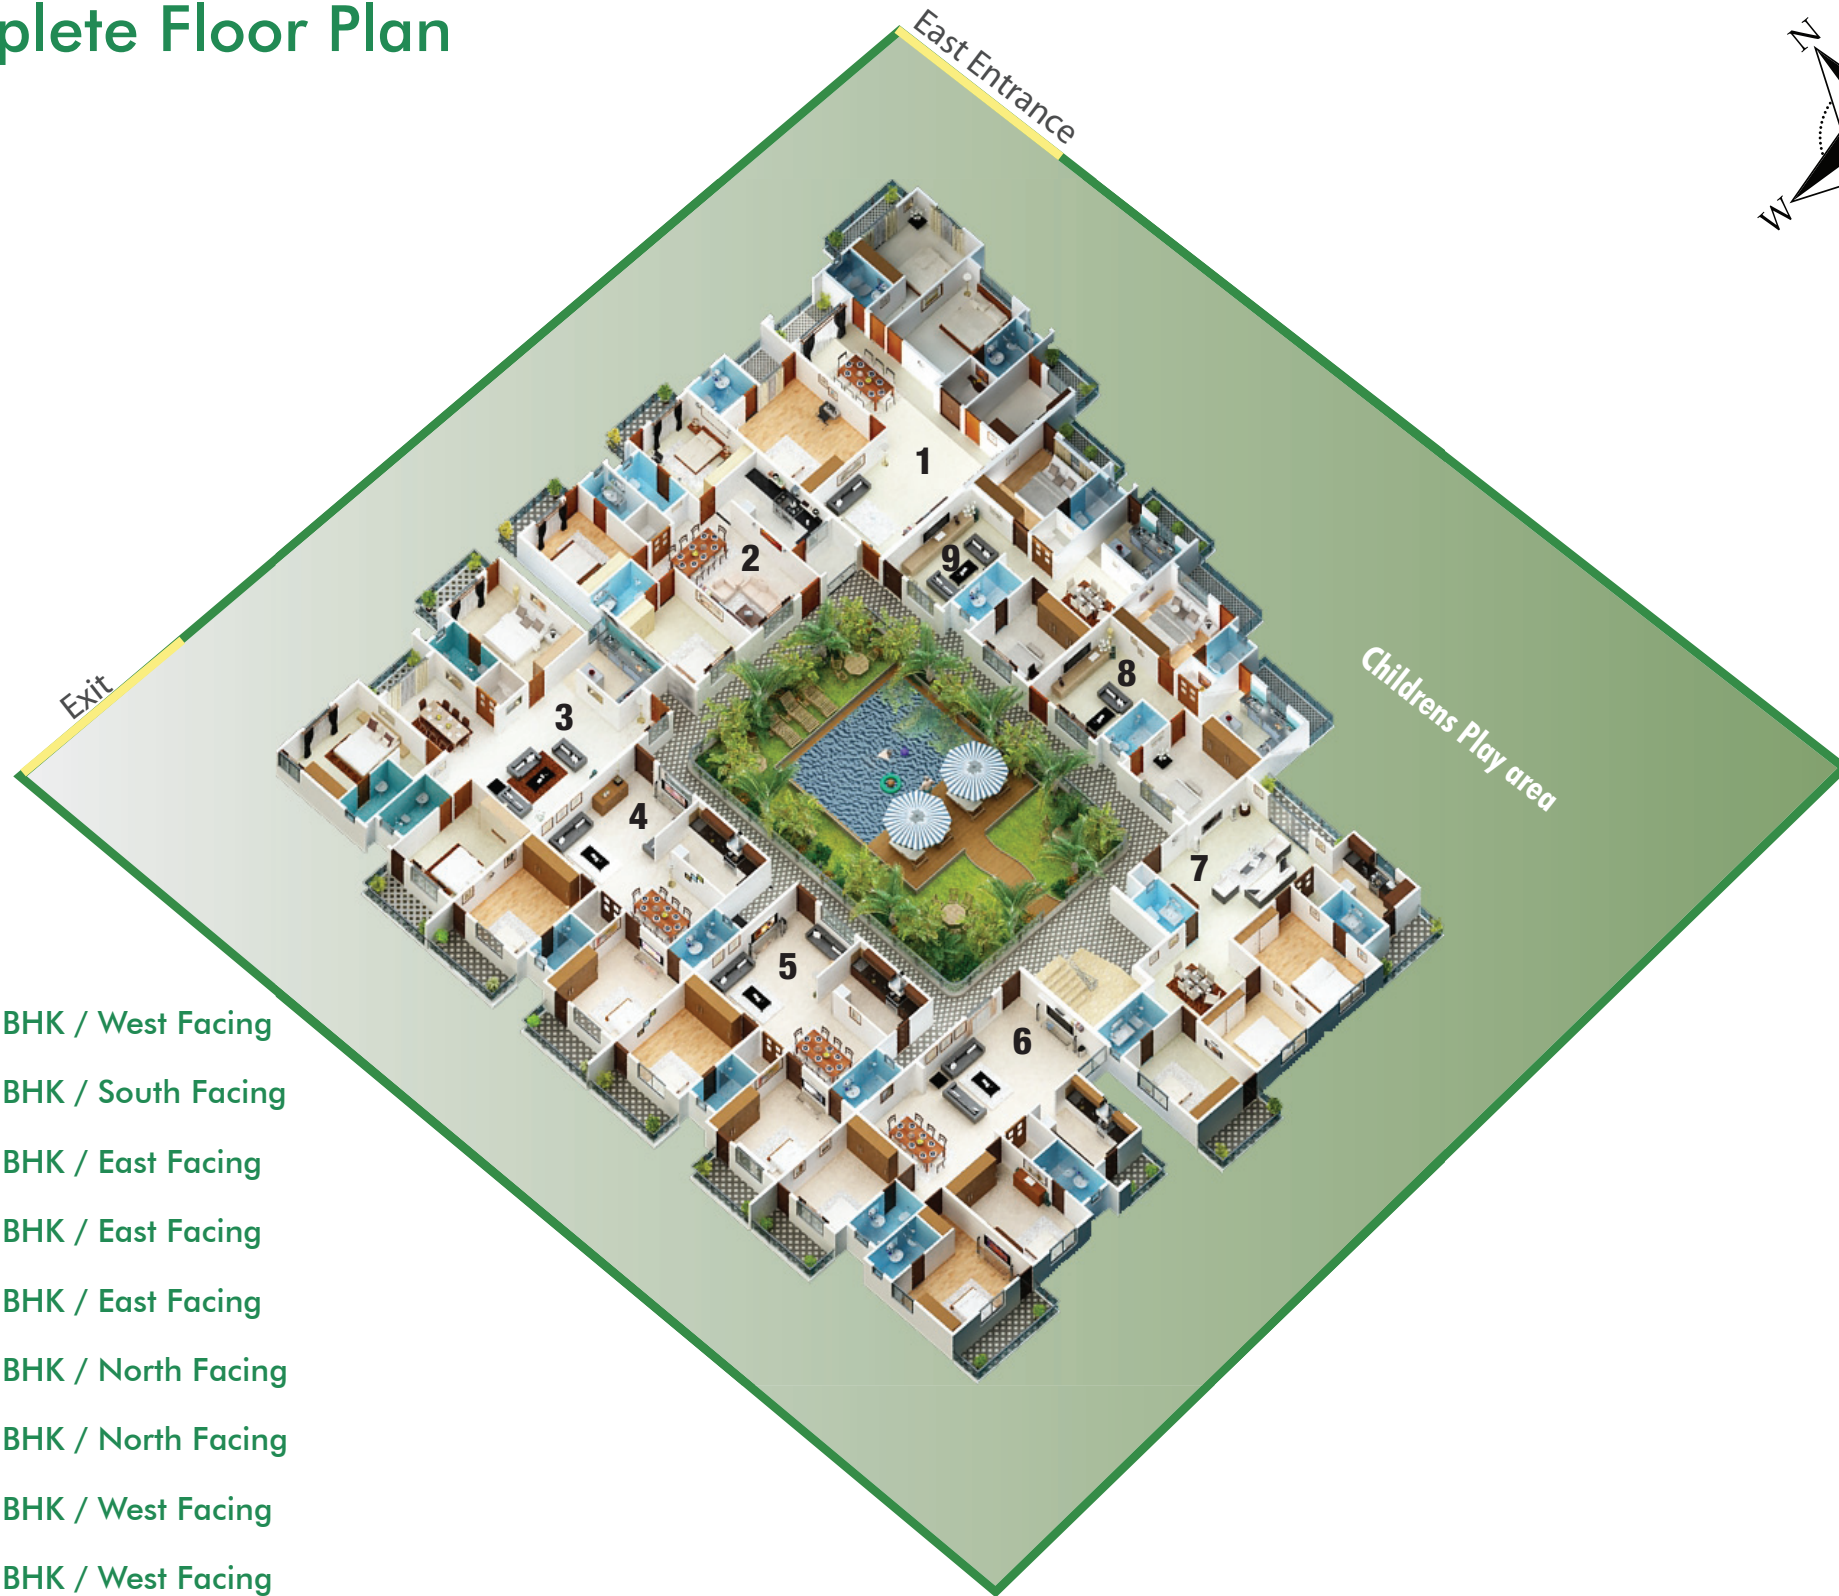 plete Floor Plan
East Entrance
N
W
Exit
Childrens Play area
1
2
3
4
5
6
7
8
9
BHK / West Facing
BHK / South Facing
BHK / East Facing
BHK / East Facing
BHK / East Facing
BHK / North Facing
BHK / North Facing
BHK / West Facing
BHK / West Facing